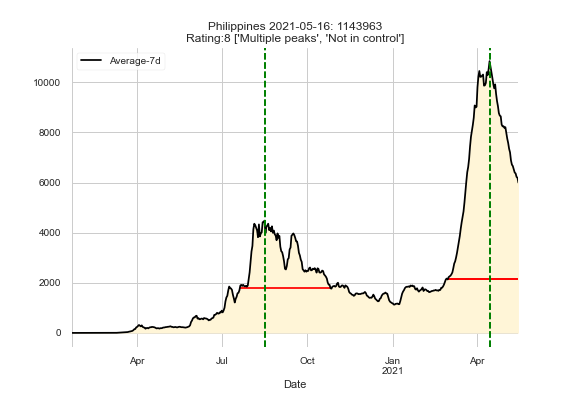 Philippines 2021-05-16: 1143963
Rating:8 ['Multiple peaks', 'Not in control']
Average-7d
10000
8000
6000
4000
2000
0
Apr
Jul
Oct
Jan
2021
Apr
Date